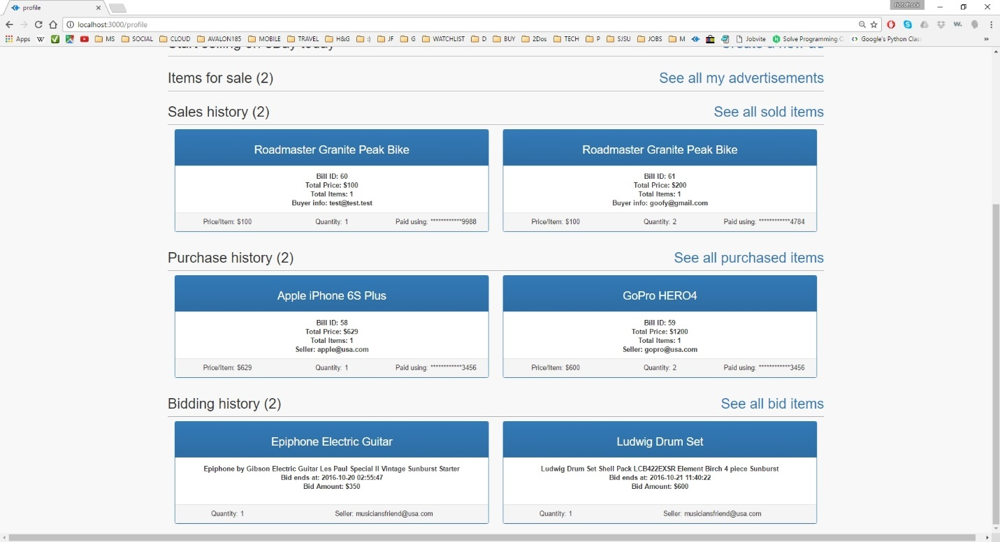 profile
riotofrock
localhost:3000/profile
Apps MS SOCIAL CLOUD AVALON185 MOBILE TRAVEL H&G :) JF G WATCHLIST D BUY 2Dos TECH P SJSU JOBS M Jobvite Solve Programming Google's Python Clas »
Items for sale (2) See all my advertisements
Sales history (2) See all sold items
Roadmaster Granite Peak Bike
Bill ID: 60
Total Price: $100
Total Items: 1
Buyer info: test@test.test
Price/Item: $100 Quantity: 1 Paid using: ************9988
Roadmaster Granite Peak Bike
Bill ID: 61
Total Price: $200
Total Items: 1
Buyer info: goofy@gmail.com
Price/Item: $100 Quantity: 2 Paid using: ************4784
Purchase history (2) See all purchased items
Apple iPhone 6S Plus
Bill ID: 58
Total Price: $629
Total Items: 1
Seller: apple@usa.com
Price/Item: $629 Quantity: 1 Paid using: ************3456
GoPro HERO4
Bill ID: 59
Total Price: $1200
Total Items: 1
Seller: gopro@usa.com
Price/Item: $600 Quantity: 2 Paid using: ************3456
Bidding history (2) See all bid items
Epiphone Electric Guitar
Epiphone by Gibson Electric Guitar Les Paul Special II Vintage Sunburst Starter
Bid ends at: 2016-10-20 02:55:47
Bid Amount: $350
Quantity: 1 Seller: musiciansfriend@usa.com
Ludwig Drum Set
Ludwig Drum Set Shell Pack LCB422EXSR Element Birch 4 piece Sunburst
Bid ends at: 2016-10-21 11:40:22
Bid Amount: $600
Quantity: 1 Seller: musiciansfriend@usa.com